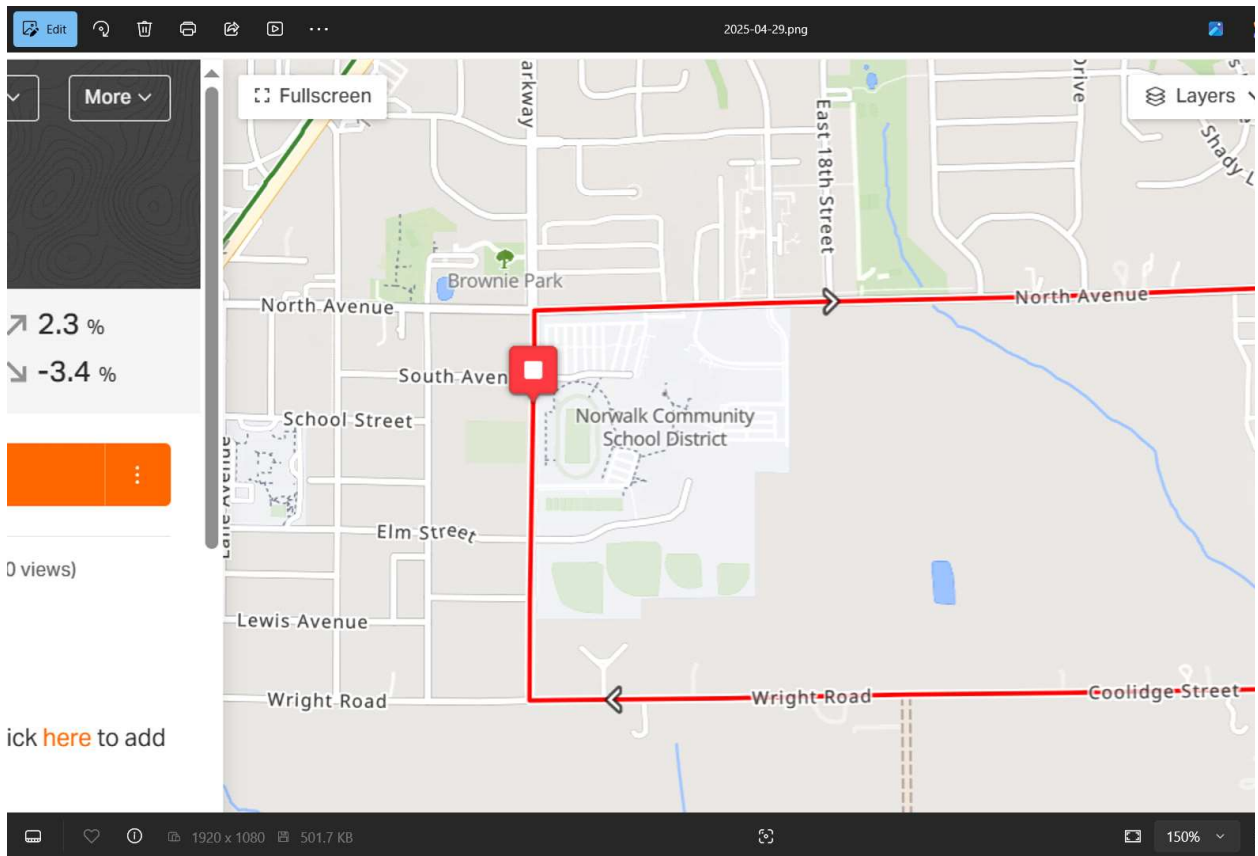 Edit
2025-04-29.png
More
Fullscreen
Layers
arkway
East 18th Street
Drive
Shady
Brownie Park
North Avenue
North Avenue
2.3 %
-3.4 %
South Aven
School Street
Norwalk Community
School District
Lane Avenue
Elm Street
0 views)
Lewis Avenue
Wright Road
Wright Road
Coolidge Street
ick here to add
1920 x 1080
501.7 KB
150%